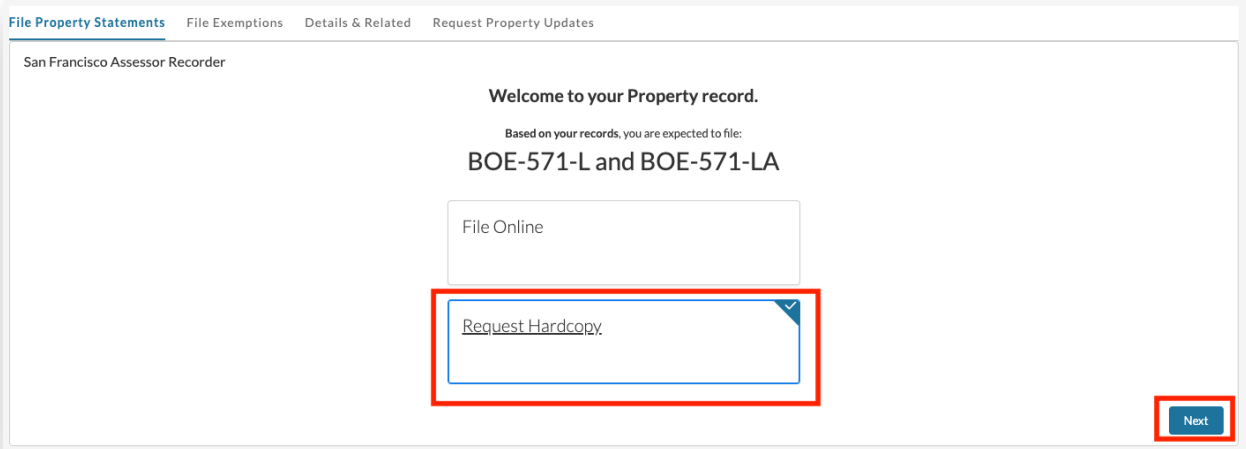 File Property Statements File Exemptions Details & Related Request Property Updates
San Francisco Assessor Recorder
Welcome to your Property record.
Based on your records, you are expected to file:
BOE-571-L and BOE-571-LA
File Online
Request Hardcopy
Next